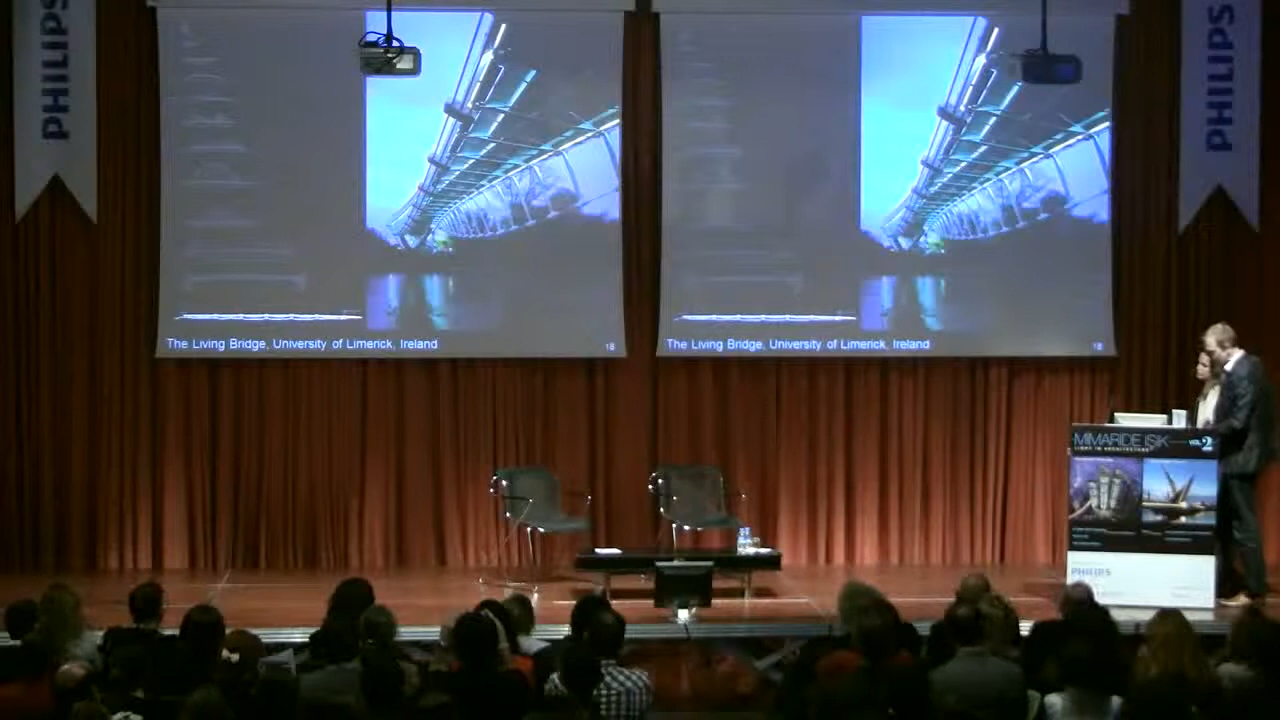 PHILIPS
PHILIPS
The Living Bridge, University of Limerick, Ireland
18
The Living Bridge, University of Limerick, Ireland
18
MIMARIDE IŞIK
VOL.2
LIGHT IN ARCHITECTURE
PHILIPS